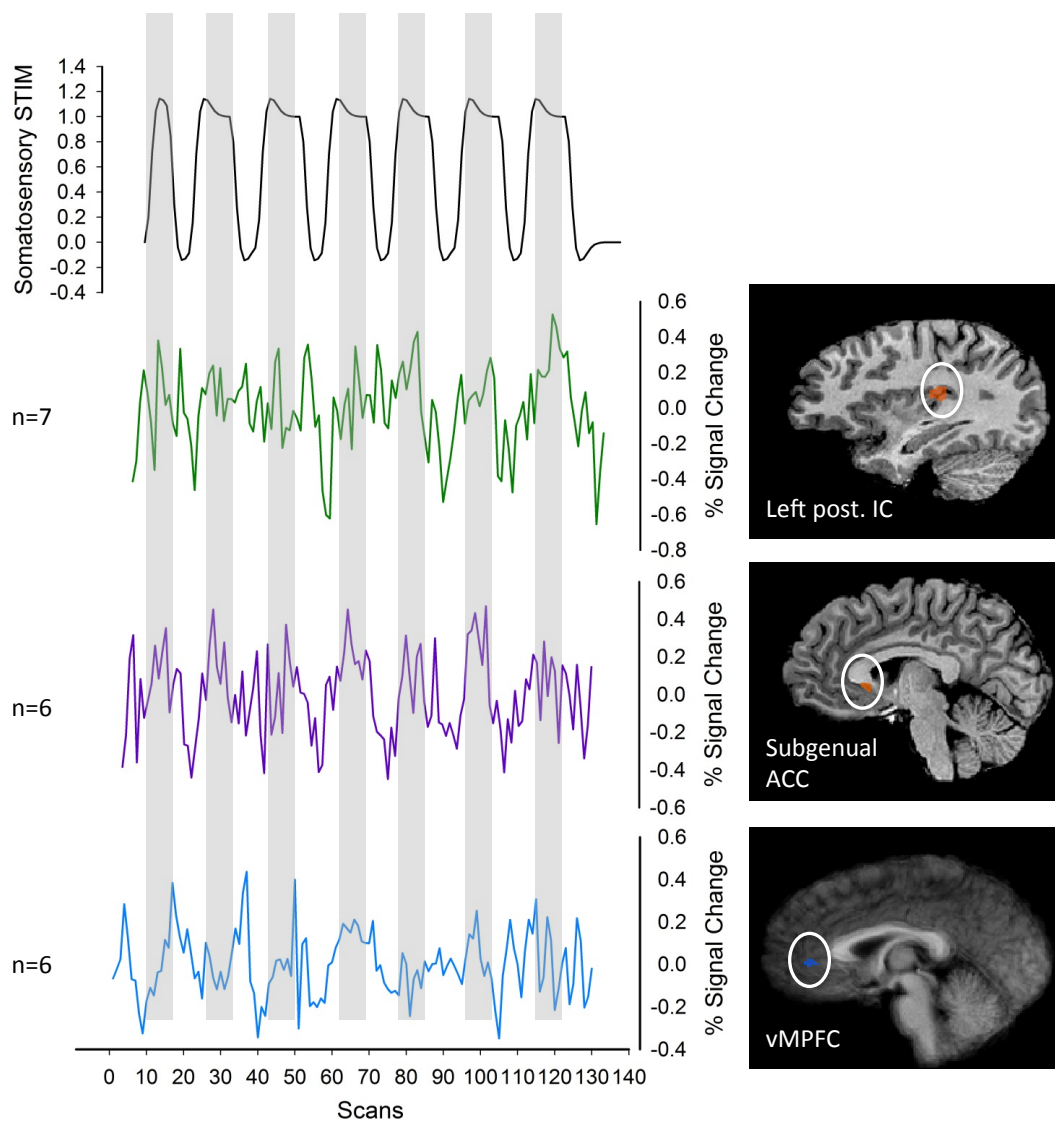 Somatosensory STIM
1.4
1.2
1.0
0.8
0.6
0.4
0.2
0.0
-0.2
-0.4
n=7
0.6
0.4
0.2
0.0
-0.2
-0.4
-0.6
-0.8
% Signal Change
Left post. IC
n=6
0.6
0.4
0.2
0.0
-0.2
-0.4
-0.6
% Signal Change
Subgenual
ACC
n=6
0.6
0.4
0.2
0.0
-0.2
-0.4
% Signal Change
vMPFC
0 10 20 30 40 50 60 70 80 90 100 110 120 130 140
Scans